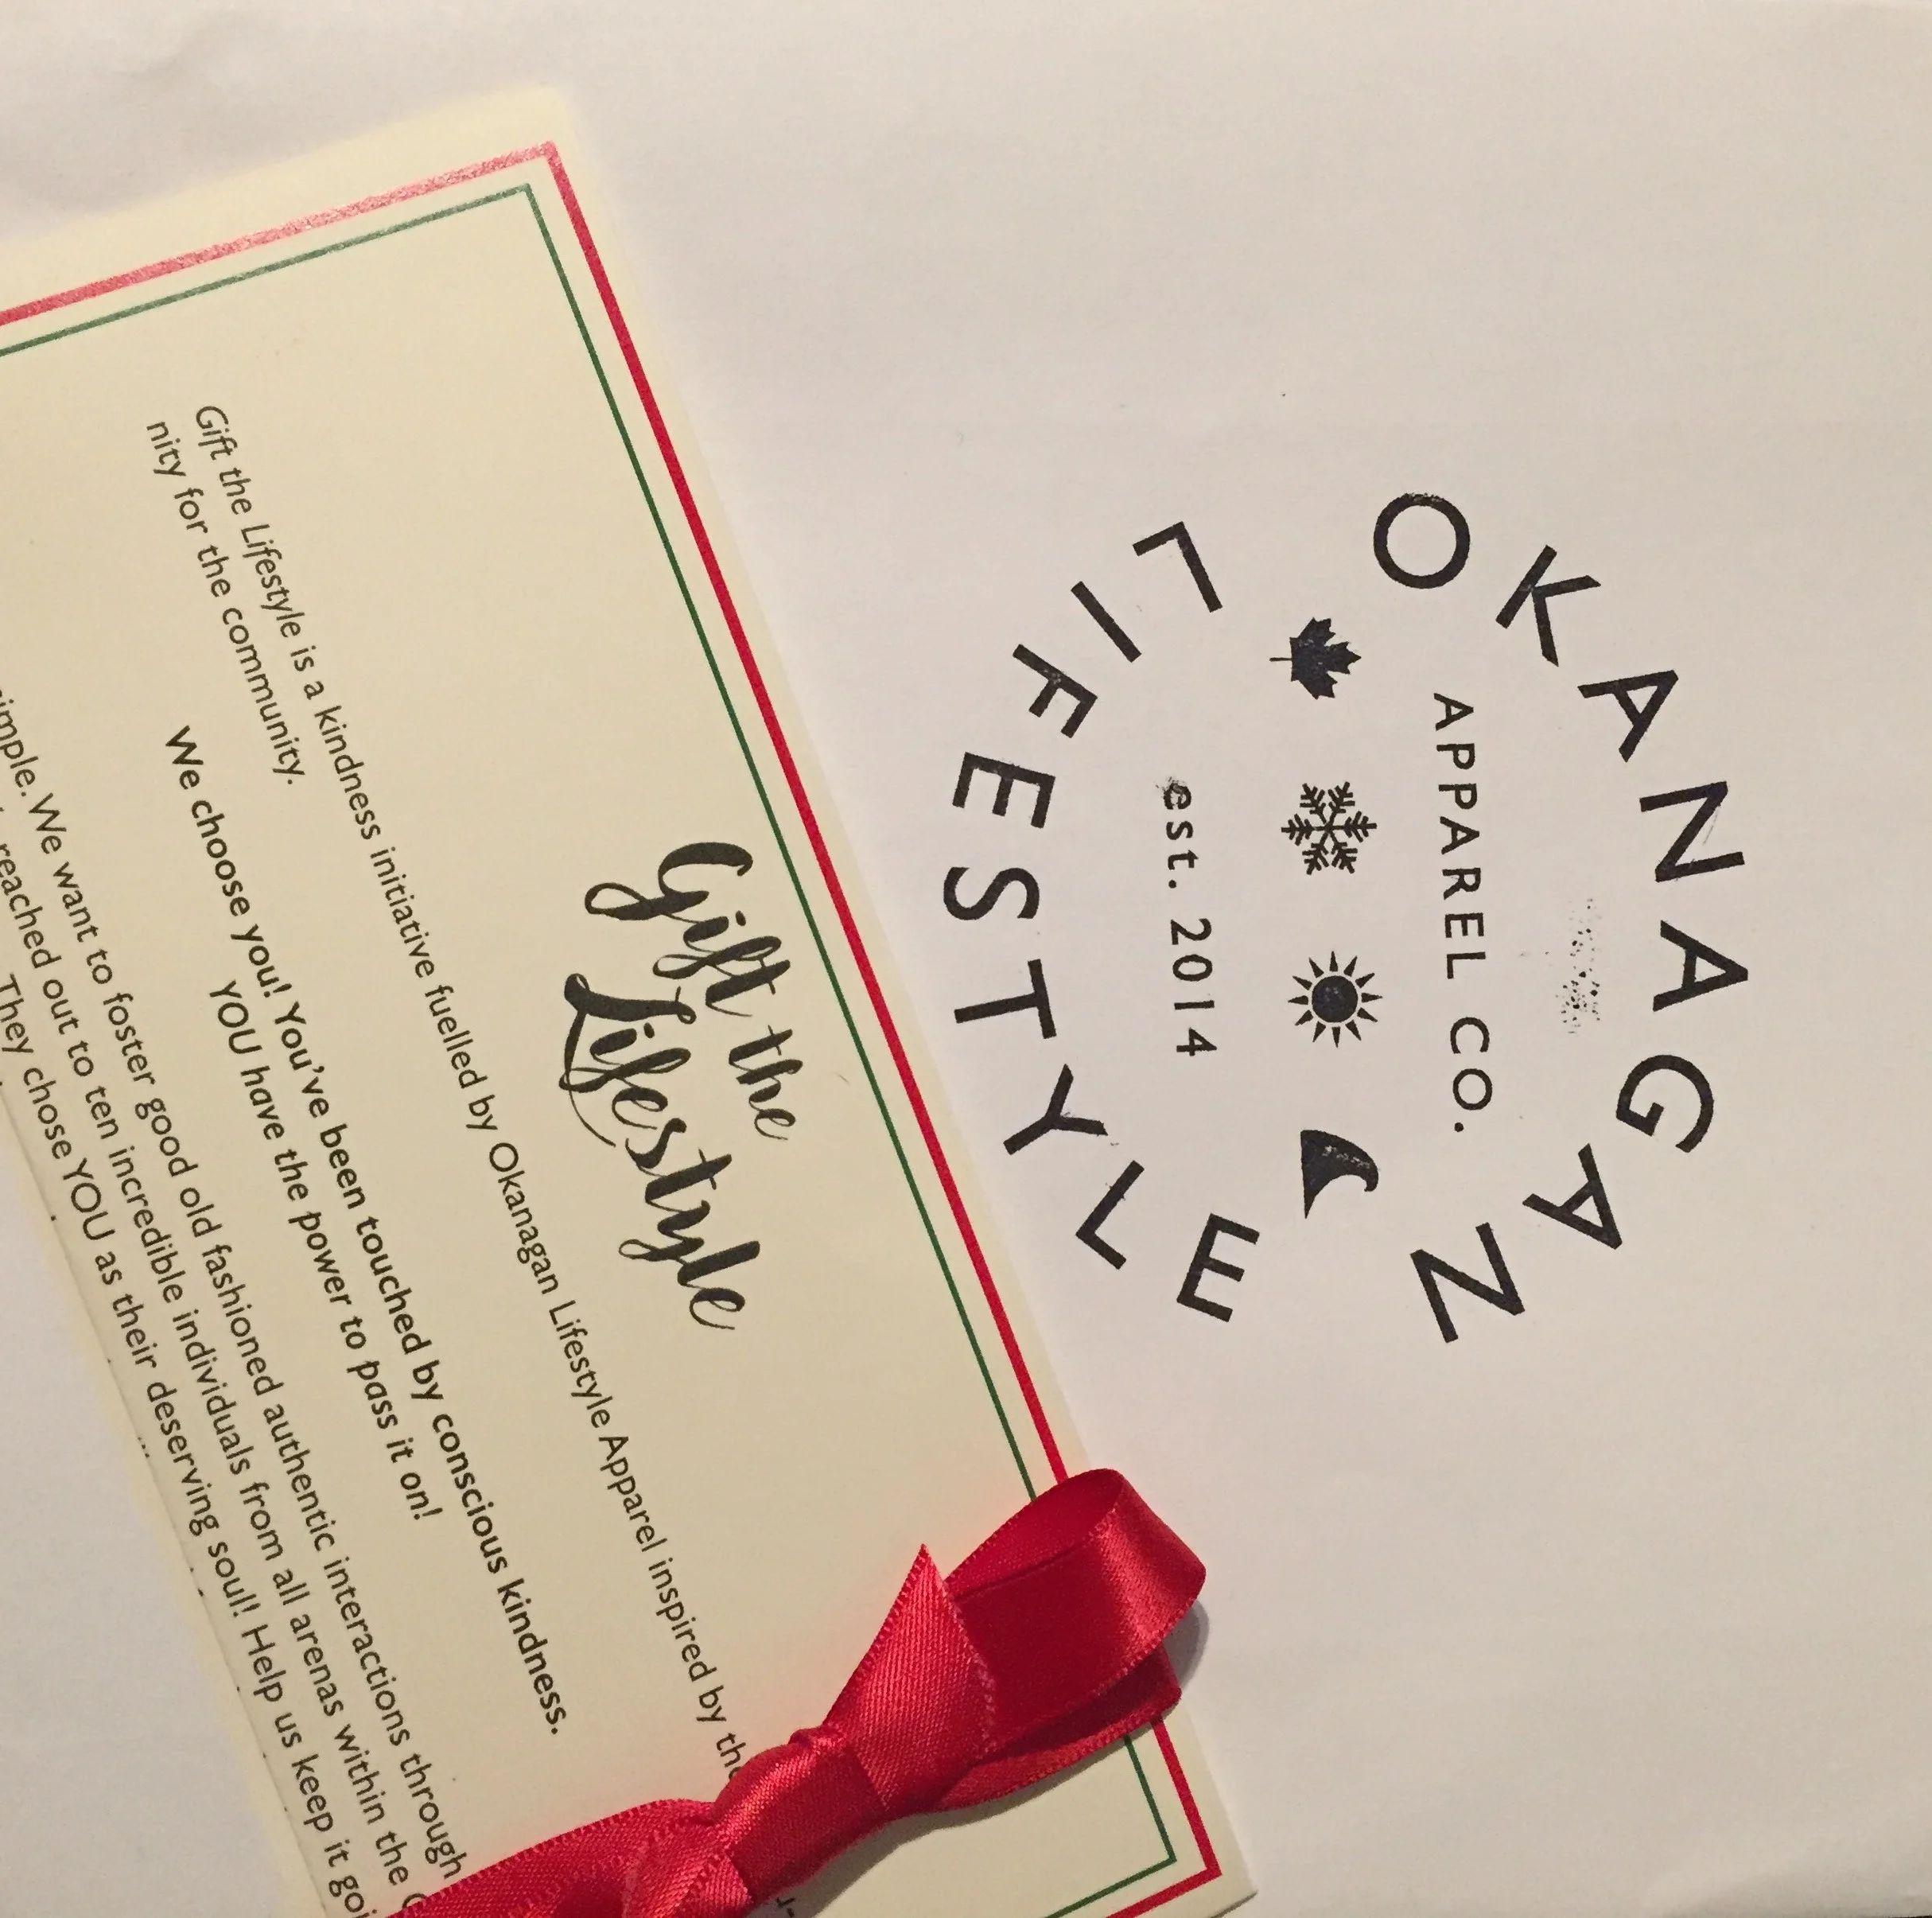 OKANAGAN
APPAREL CO.
est. 2014
LIFESTYLE
Gift the
Lifestyle
Gift the Lifestyle is a kindness initiative fuelled by Okanagan Lifestyle Apparel inspired by the
nity for the community.
We choose you! You've been touched by conscious kindness.
YOU have the power to pass it on!
simple. We want to foster good old fashioned authentic interactions through
reached out to ten incredible individuals from all arenas within the
They chose YOU as their deserving soul! Help us keep it goi